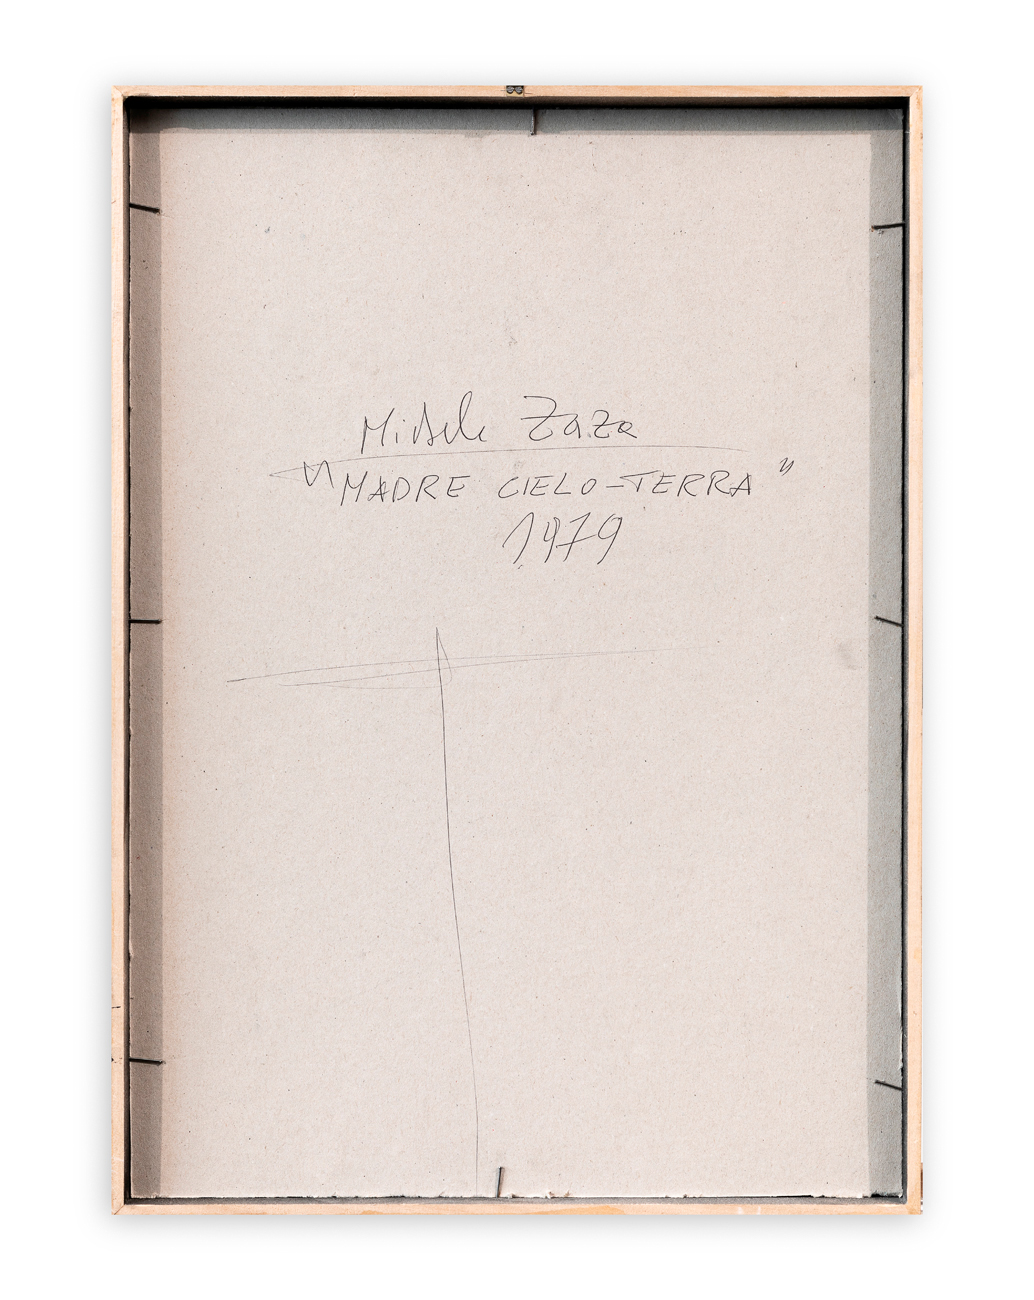 Michele Zaza
"MADRE CIELO-TERRA"
1979